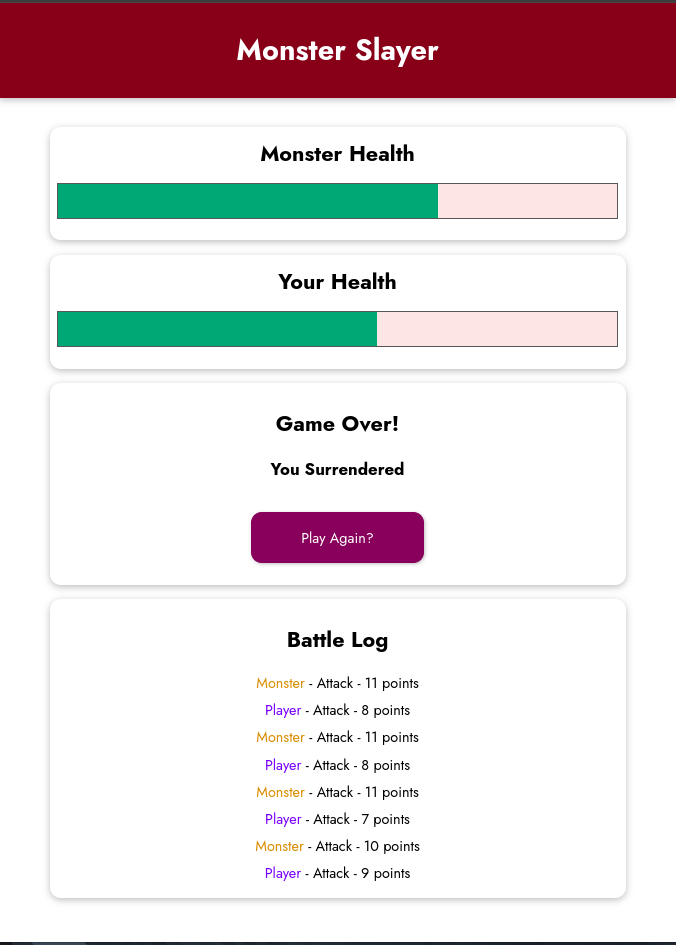 Monster Slayer
Monster Health
Your Health
Game Over!
You Surrendered
Play Again?
Battle Log
Monster - Attack - 11 points
Player - Attack - 8 points
Monster - Attack - 11 points
Player - Attack - 8 points
Monster - Attack - 11 points
Player - Attack - 7 points
Monster - Attack - 10 points
Player - Attack - 9 points